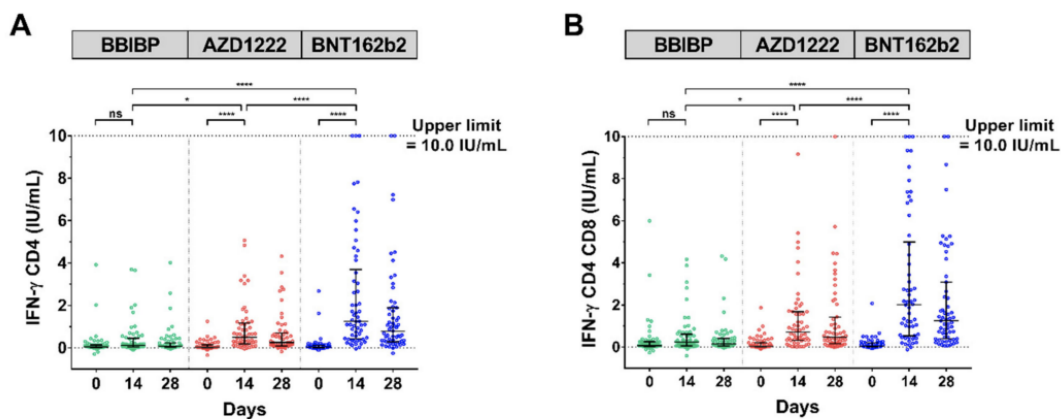 A
BBIBP AZD1222 BNT162b2
****
* ****
ns **** ****
Upper limit
= 10.0 IU/mL
IFN-γ CD4 (IU/mL)
10
8
6
4
2
0
0 14 28 0 14 28 0 14 28
Days
B
BBIBP AZD1222 BNT162b2
****
* ****
ns **** ****
Upper limit
= 10.0 IU/mL
IFN-γ CD4 CD8 (IU/mL)
10
8
6
4
2
0
0 14 28 0 14 28 0 14 28
Days